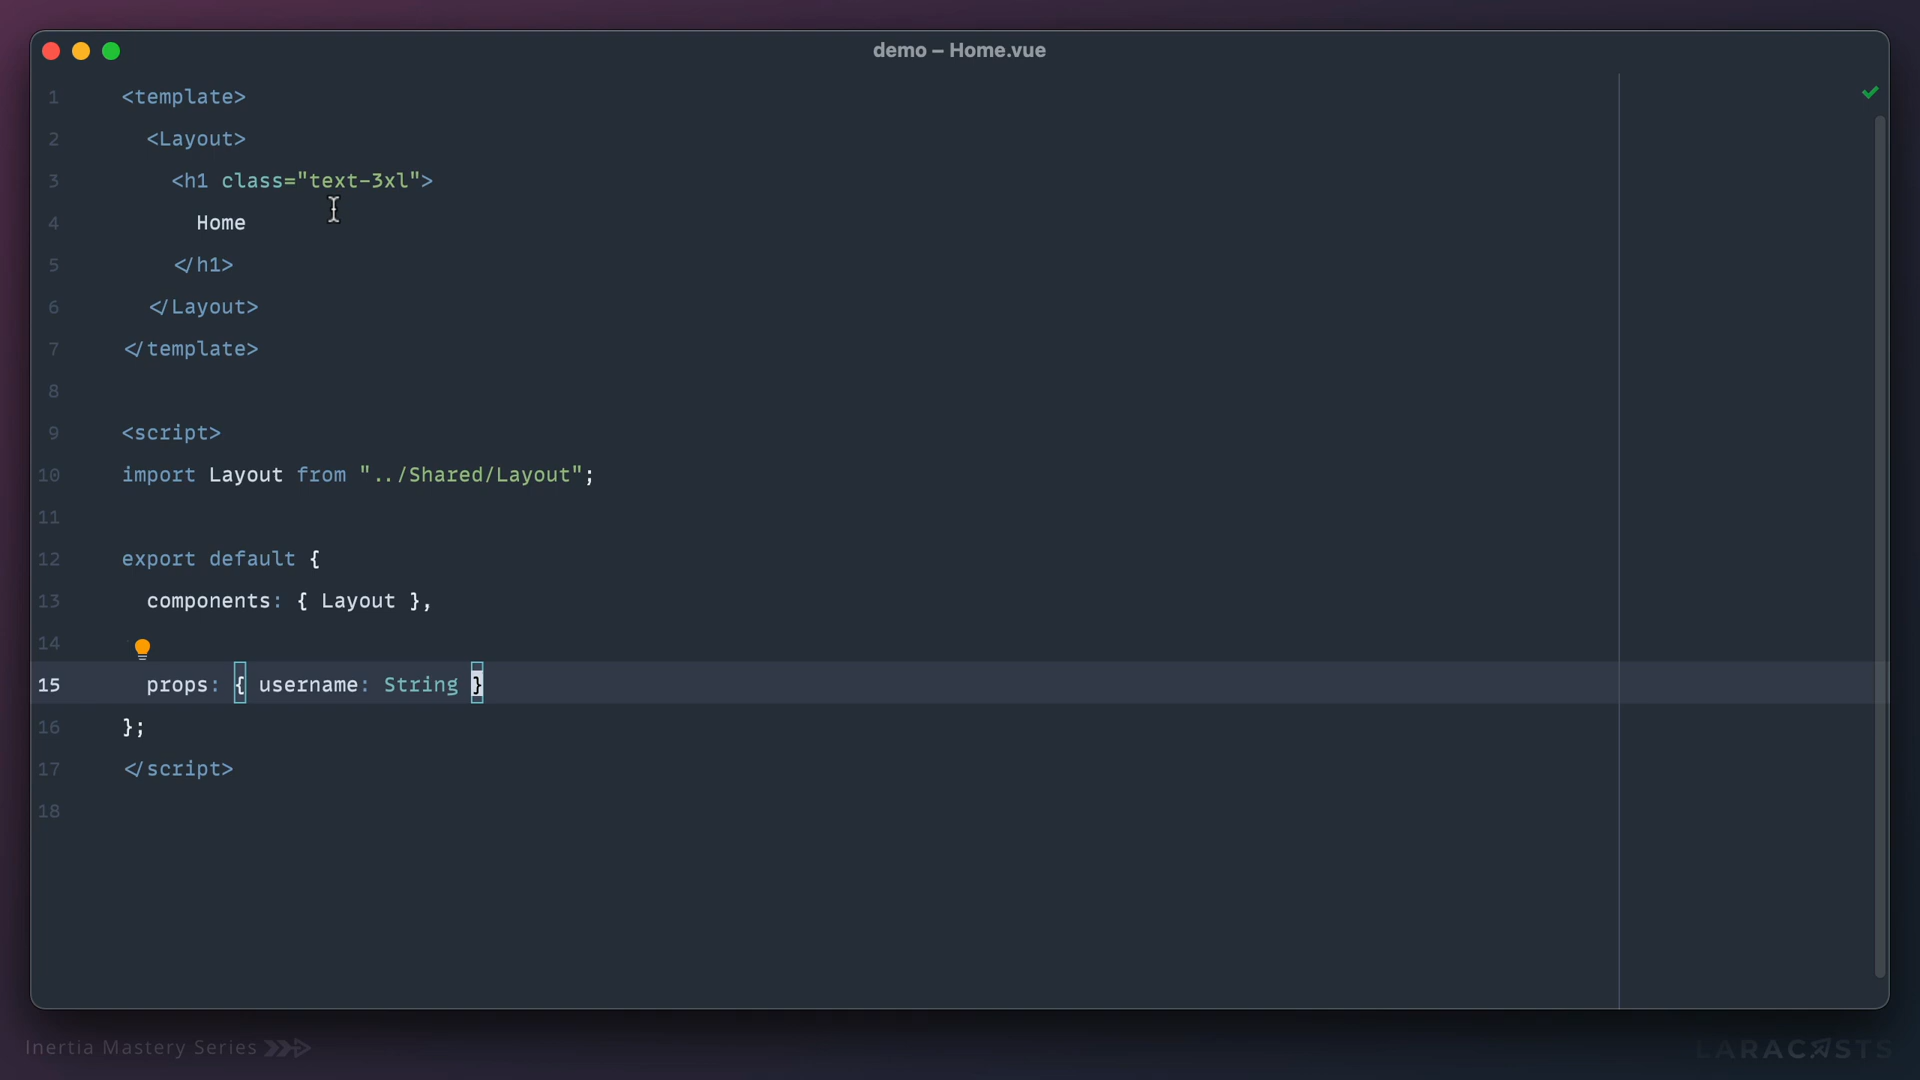 demo – Home.vue
1 <template>
2 <Layout>
3 <h1 class="text-3xl">
4 Home
5 </h1>
6 </Layout>
7 </template>
8
9 <script>
10 import Layout from "../Shared/Layout";
11
12 export default {
13 components: { Layout },
14
15 props: { username: String }
16 };
17 </script>
18
Inertia Mastery Series
LARACASTS